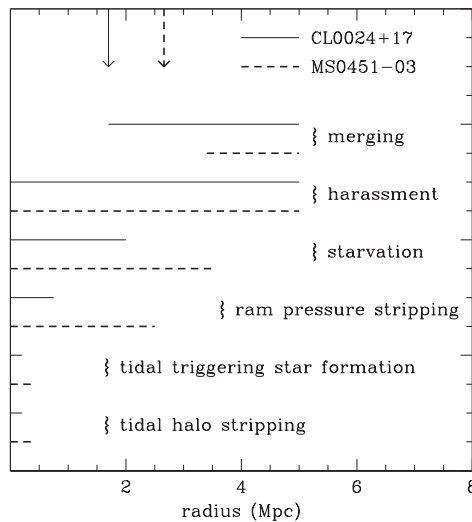 CL0024+17
MS0451−03
merging
harassment
starvation
ram pressure stripping
tidal triggering star formation
tidal halo stripping
2 4 6 8
radius (Mpc)